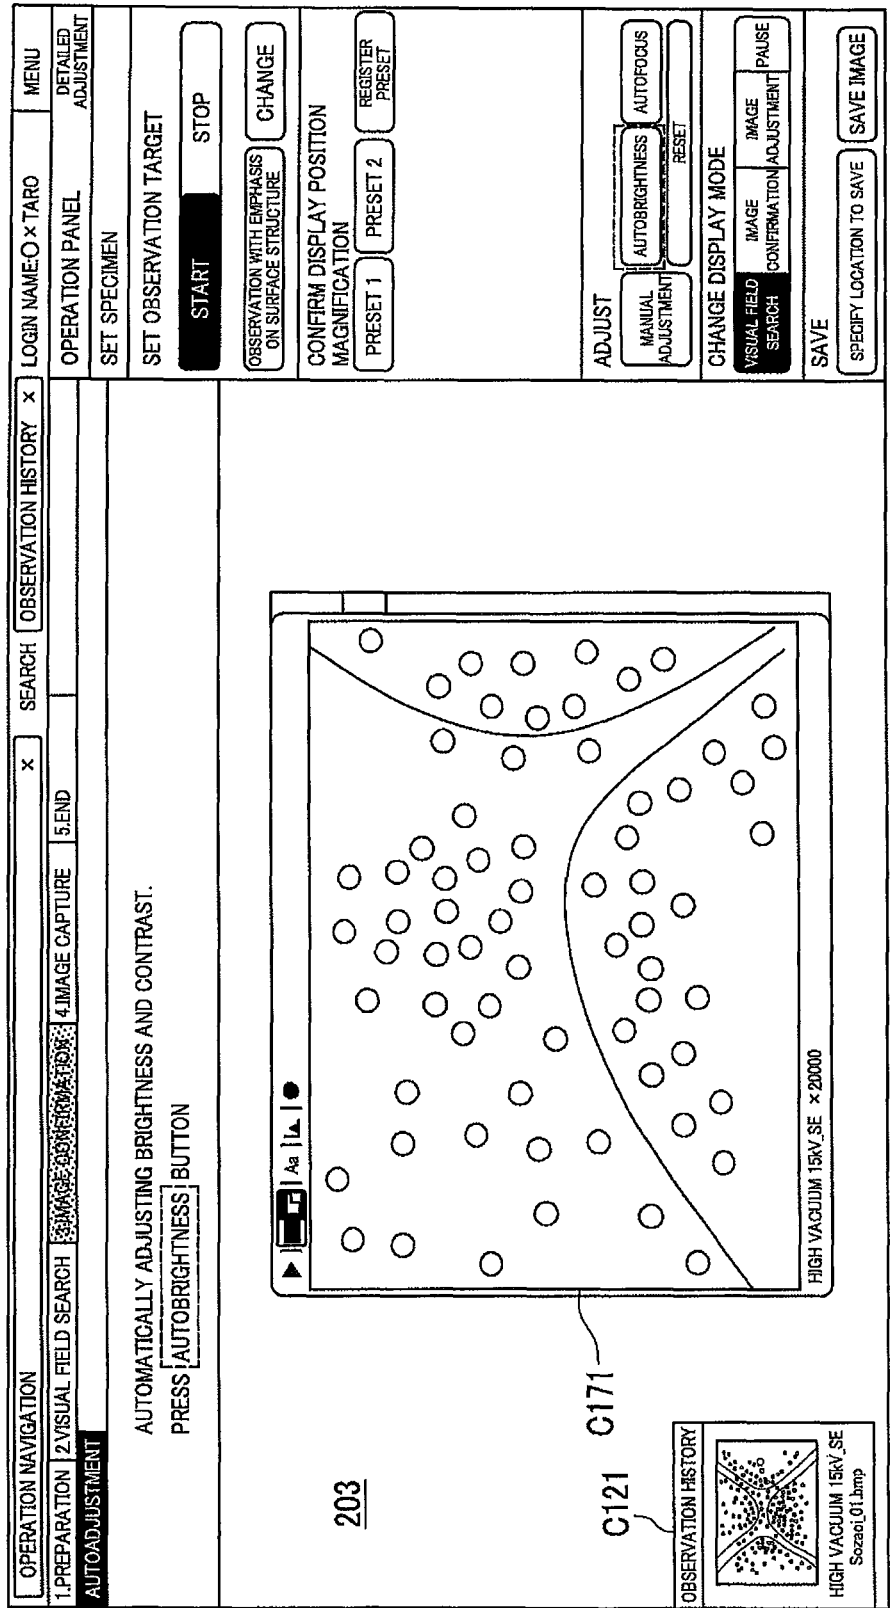 OPERATION NAVIGATION ×
SEARCH OBSERVATION HISTORY ×
LOGIN NAME:O×TARO MENU
1.PREPARATION 2.VISUAL FIELD SEARCH 3.IMAGE CONFIRMATION 4.IMAGE CAPTURE 5.END
AUTOADJUSTMENT
AUTOMATICALLY ADJUSTING BRIGHTNESS AND CONTRAST.
PRESS AUTOBRIGHTNESS BUTTON
203
Aa
HIGH VACUUM 15kV_SE ×20000
C171
C121
OBSERVATION HISTORY
HIGH VACUUM 15kV_SE
Sozaoi_01.bmp
OPERATION PANEL
DETAILED
ADJUSTMENT
SET SPECIMEN
SET OBSERVATION TARGET
START STOP
OBSERVATION WITH EMPHASIS
ON SURFACE STRUCTURE
CHANGE
CONFIRM DISPLAY POSITION
MAGNIFICATION
PRESET 1 PRESET 2
REGISTER
PRESET
ADJUST
MANUAL
ADJUSTMENT
AUTOBRIGHTNESS AUTOFOCUS
RESET
CHANGE DISPLAY MODE
VISUAL FIELD
SEARCH
IMAGE
CONFIRMATION
IMAGE
ADJUSTMENT
PAUSE
SAVE
SPECIFY LOCATION TO SAVE SAVE IMAGE